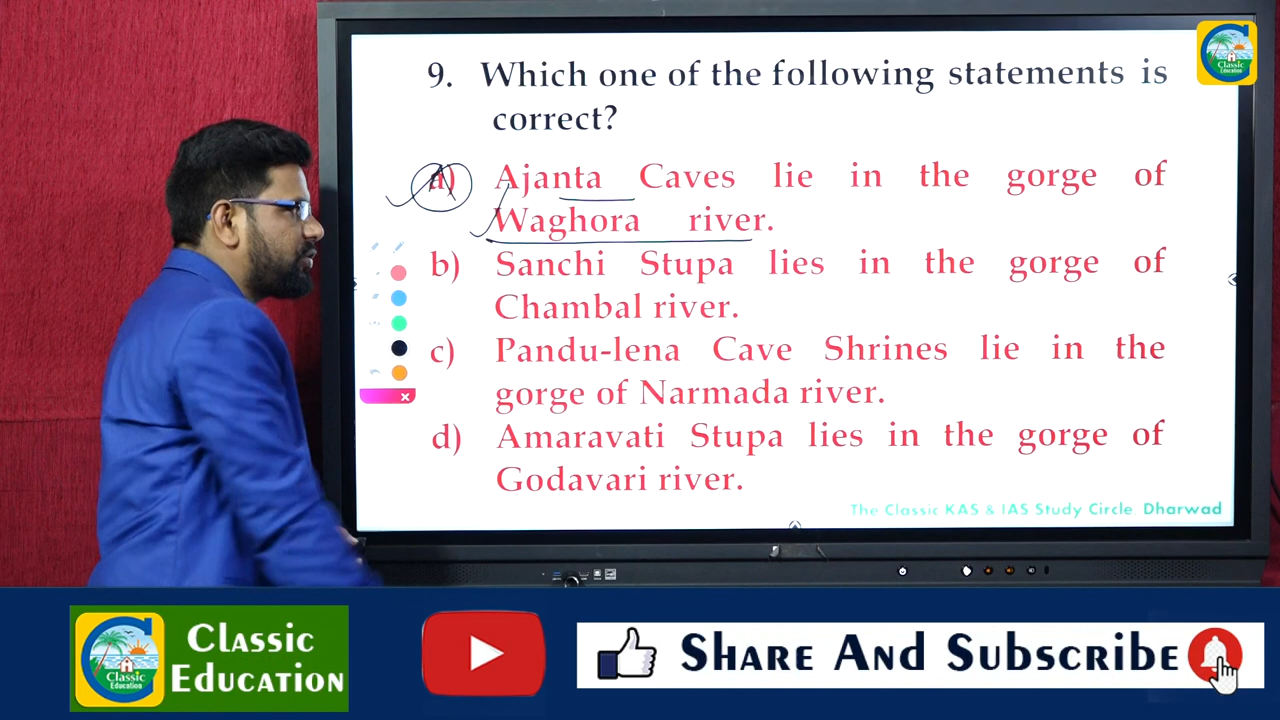 Classic
Education
9. Which one of the following statements is
correct?
a) Ajanta Caves lie in the gorge of
Waghora river.
b) Sanchi Stupa lies in the gorge of
Chambal river.
c) Pandu-lena Cave Shrines lie in the
gorge of Narmada river.
d) Amaravati Stupa lies in the gorge of
Godavari river.
The Classic KAS & IAS Study Circle, Dharwad
Classic
Education
Classic
Education
Share And Subscribe